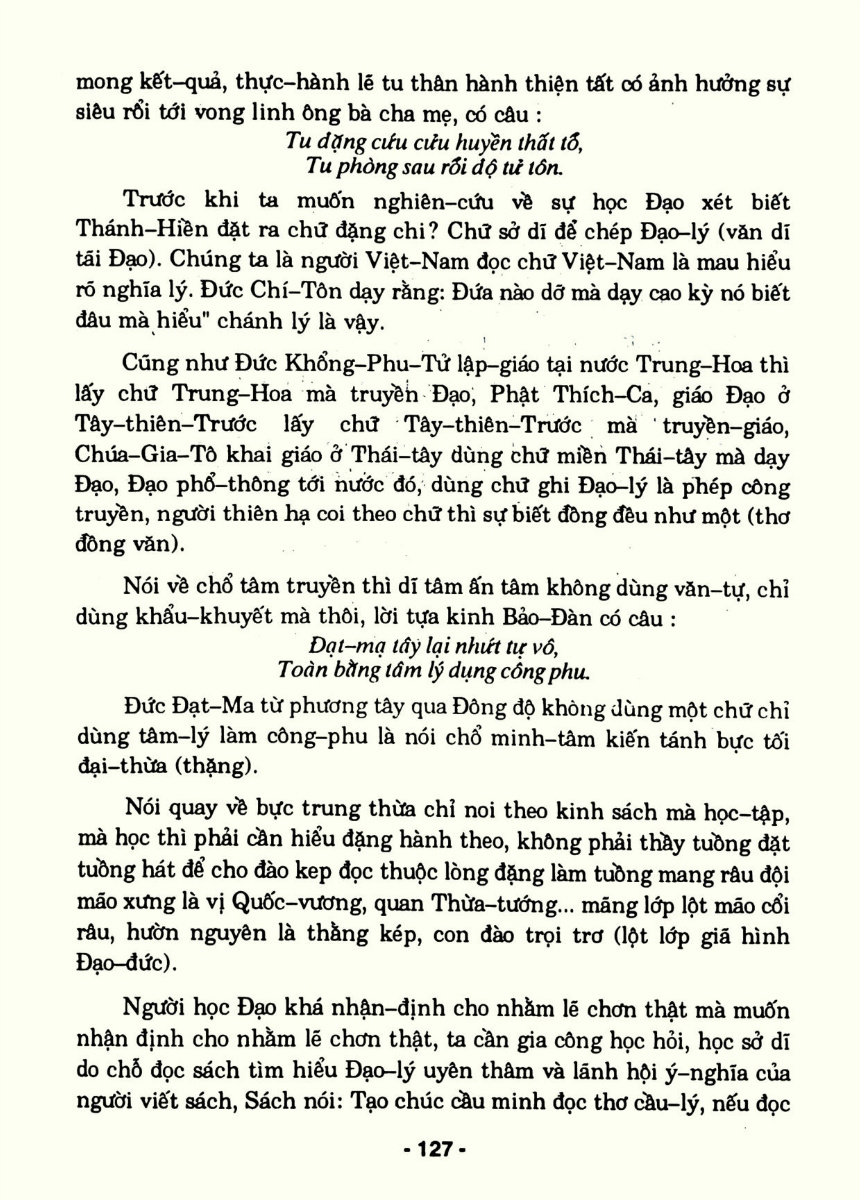 mong kết–quả, thực–hành lẽ tu thân hành thiện tất có ảnh hưởng sự
siêu rổi tới vong linh ông bà cha mẹ, có câu :
Tu dặng cứu cửu huyền thất tổ,
Tu phòng sau rồi dộ tử tôn.
Trước khi ta muốn nghiên–cứu về sự học Đạo xét biết
Thánh–Hiền đặt ra chữ đặng chi? Chữ sở dĩ để chép Đạo–lý (văn dĩ
tãi Đạo). Chúng ta là người Việt–Nam đọc chữ Việt–Nam là mau hiểu
rõ nghĩa lý. Đức Chí–Tôn dạy rằng: Đứa nào dỡ mà dạy cao kỳ nó biết
đâu mà hiểu" chánh lý là vậy.
Cũng như Đức Khổng–Phu–Tử lập–giáo tại nước Trung–Hoa thì
lấy chữ Trung–Hoa mà truyền Đạo, Phật Thích–Ca, giáo Đạo ở
Tây–thiên–Trước lấy chữ Tây–thiên–Trước mà truyền–giáo,
Chúa–Gia–Tô khai giáo ở Thái–tây dùng chữ miền Thái–tây mà dạy
Đạo, Đạo phổ–thông tới nước đó, dùng chữ ghi Đạo–lý là phép công
truyền, người thiên hạ coi theo chữ thì sự biết đồng đều như một (thơ
đồng văn).
Nói về chổ tâm truyền thì dĩ tâm ấn tâm không dùng văn–tự, chỉ
dùng khẩu–khuyết mà thôi, lời tựa kinh Bảo–Đàn có câu :
Đạt–mạ tây lại nhứt tự vô,
Toàn bằng tâm lý dụng công phu.
Đức Đạt–Ma từ phương tây qua Đông độ không dùng một chữ chỉ
dùng tâm–lý làm công–phu là nói chổ minh–tâm kiến tánh bực tối
đại–thừa (thặng).
Nói quay về bực trung thừa chỉ noi theo kinh sách mà học–tập,
mà học thì phải cần hiểu đặng hành theo, không phải thầy tuồng đặt
tuồng hát để cho đào kep đọc thuộc lòng đặng làm tuồng mang râu đội
mão xưng là vị Quốc–vương, quan Thừa–tướng... mãng lớp lột mão cổi
râu, hườn nguyên là thằng kép, con đào trọi trơ (lột lớp giã hình
Đạo–đức).
Người học Đạo khá nhận–định cho nhằm lẽ chơn thật mà muốn
nhận định cho nhằm lẽ chơn thật, ta cần gia công học hỏi, học sở dĩ
do chỗ đọc sách tìm hiểu Đạo–lý uyên thâm và lãnh hội ý–nghĩa của
người viết sách, Sách nói: Tạo chúc cầu minh đọc thơ cầu–lý, nếu đọc
- 127 -